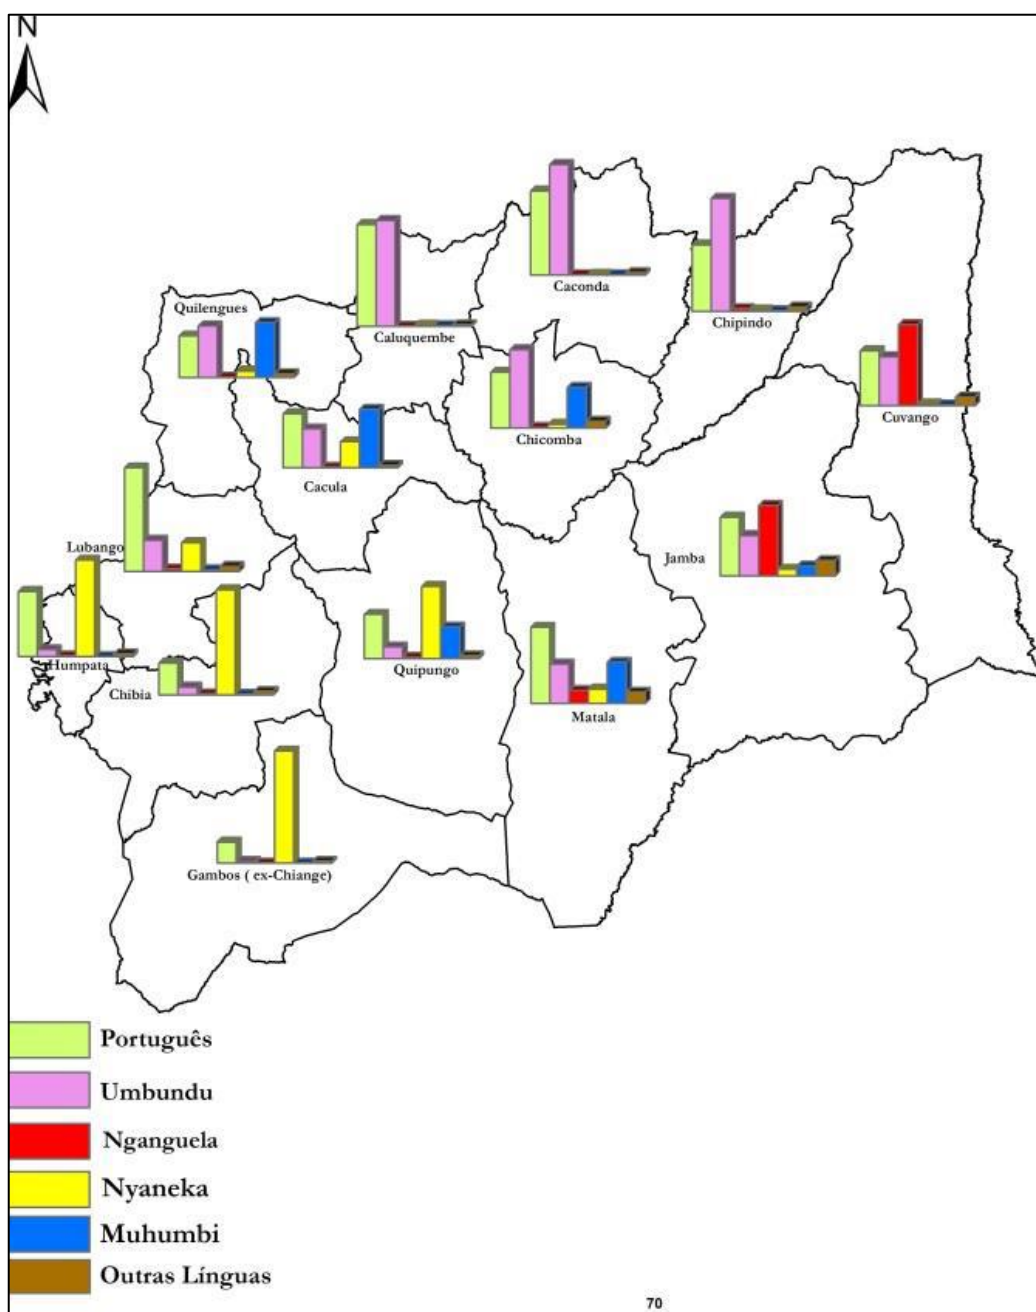 N
Caconda
Quilengues
Chipindo
Caluquembe
Cuvango
Chicomba
Cacula
Lubango
Jamba
Humpata
Quipungo
Chibia
Matala
Gambos ( ex-Chiange)
Português
Umbundu
Nganguela
Nyaneka
Muhumbi
Outras Línguas
70